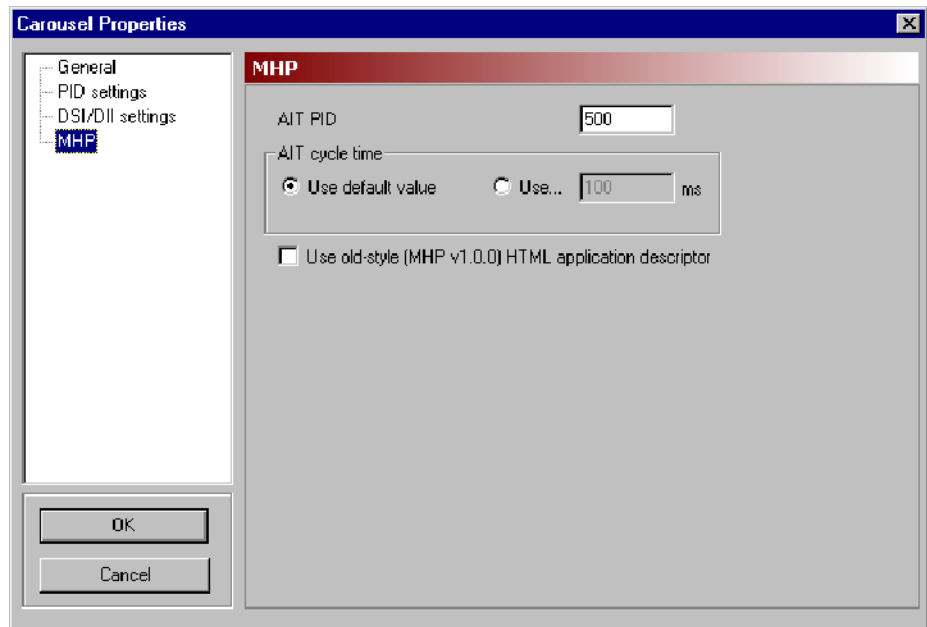 Carousel Properties
General
PID settings
DSI/DII settings
MHP
MHP
AIT PID 500
AIT cycle time
Use default value Use... 100 ms
Use old-style (MHP v1.0.0) HTML application descriptor
OK
Cancel